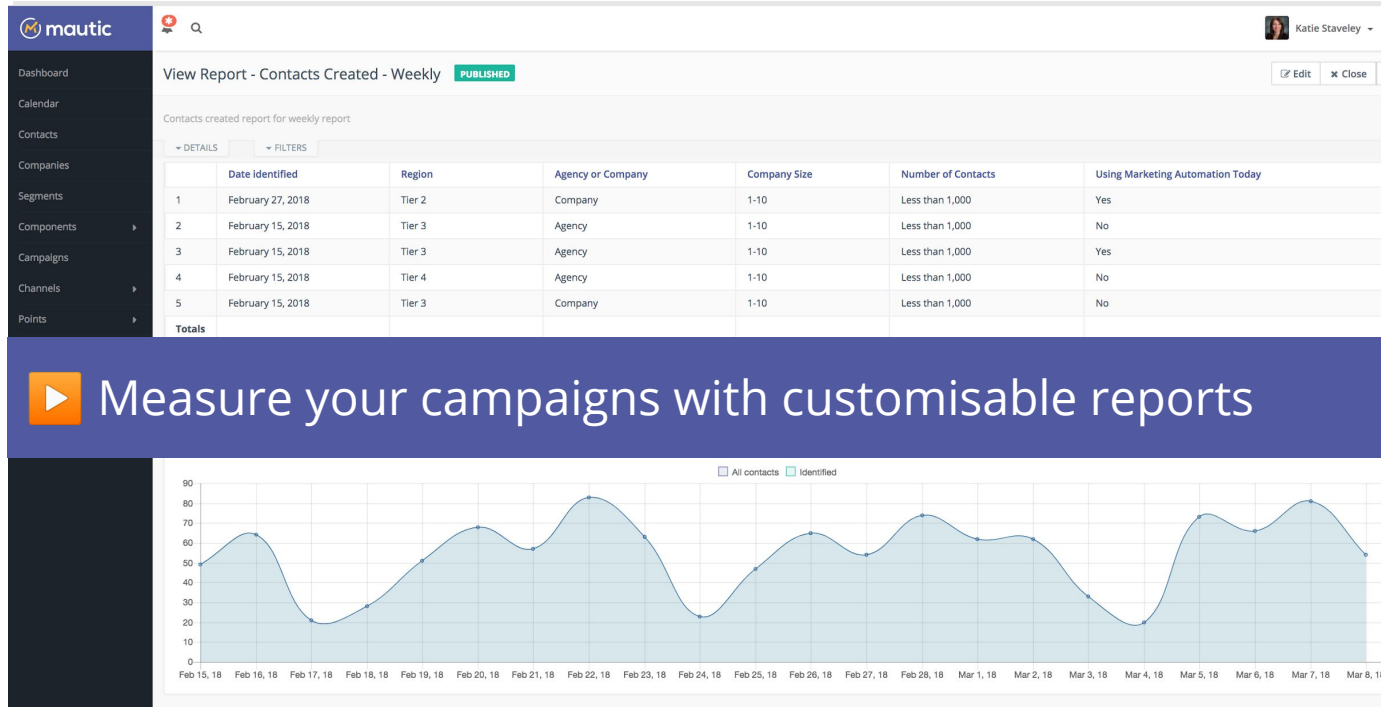 mautic
Katie Staveley
Dashboard
View Report - Contacts Created - Weekly PUBLISHED
Edit Close
Calendar
Contacts created report for weekly report
Contacts
DETAILS FILTERS
Companies
Date identified Region Agency or Company Company Size Number of Contacts Using Marketing Automation Today
Segments
1 February 27, 2018 Tier 2 Company 1-10 Less than 1,000 Yes
Components
2 February 15, 2018 Tier 3 Agency 1-10 Less than 1,000 No
Campaigns
3 February 15, 2018 Tier 3 Agency 1-10 Less than 1,000 Yes
Channels
4 February 15, 2018 Tier 4 Agency 1-10 Less than 1,000 No
Points
5 February 15, 2018 Tier 3 Company 1-10 Less than 1,000 No
Totals
Measure your campaigns with customisable reports
All contacts Identified
90
80
70
60
50
40
30
20
10
0
Feb 15, 18 Feb 16, 18 Feb 17, 18 Feb 18, 18 Feb 19, 18 Feb 20, 18 Feb 21, 18 Feb 22, 18 Feb 23, 18 Feb 24, 18 Feb 25, 18 Feb 26, 18 Feb 27, 18 Feb 28, 18 Mar 1, 18 Mar 2, 18 Mar 3, 18 Mar 4, 18 Mar 5, 18 Mar 6, 18 Mar 7, 18 Mar 8,